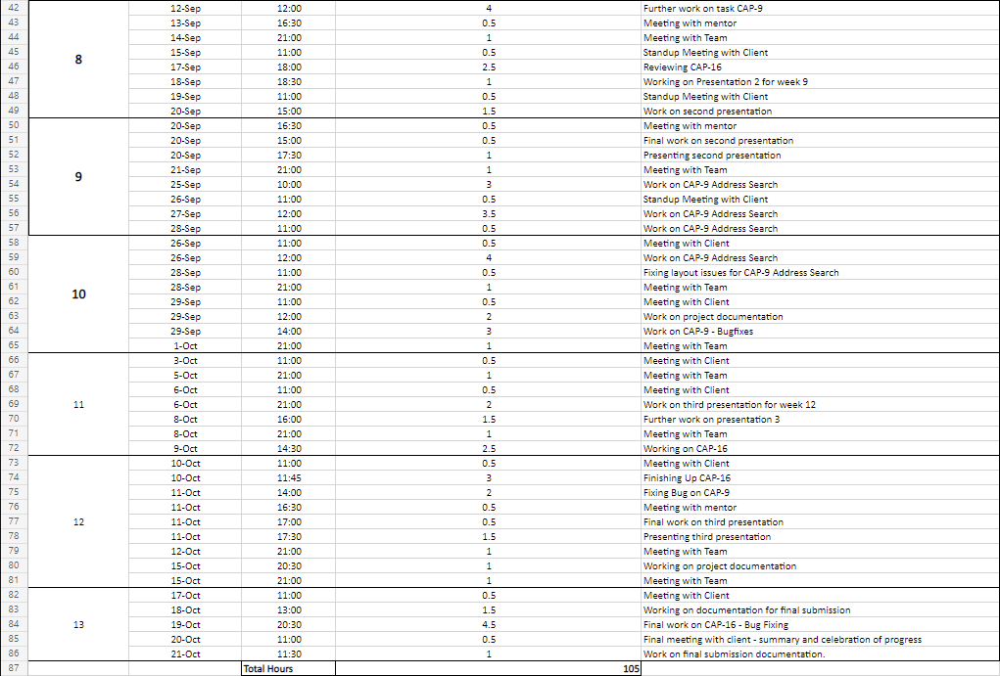 42 12-Sep 12:00 4 Further work on task CAP-9
43 13-Sep 16:30 0.5 Meeting with mentor
44 14-Sep 21:00 1 Meeting with Team
45 15-Sep 11:00 0.5 Standup Meeting with Client
46 8 17-Sep 18:00 2.5 Reviewing CAP-16
47 18-Sep 18:30 1 Working on Presentation 2 for week 9
48 19-Sep 11:00 0.5 Standup Meeting with Client
49 20-Sep 15:00 1.5 Work on second presentation
50 20-Sep 16:30 0.5 Meeting with mentor
51 20-Sep 15:00 0.5 Final work on second presentation
52 20-Sep 17:30 1 Presenting second presentation
53 21-Sep 21:00 1 Meeting with Team
54 9 25-Sep 10:00 3 Work on CAP-9 Address Search
55 26-Sep 11:00 0.5 Standup Meeting with Client
56 27-Sep 12:00 3.5 Work on CAP-9 Address Search
57 28-Sep 11:00 0.5 Work on CAP-9 Address Search
58 26-Sep 11:00 0.5 Meeting with Client
59 26-Sep 12:00 4 Work on CAP-9 Address Search
60 28-Sep 11:00 0.5 Fixing layout issues for CAP-9 Address Search
61 28-Sep 21:00 1 Meeting with Team
62 10 29-Sep 11:00 0.5 Meeting with Client
63 29-Sep 12:00 2 Work on project documentation
64 29-Sep 14:00 3 Work on CAP-9 - Bugfixes
65 1-Oct 21:00 1 Meeting with Team
66 3-Oct 11:00 0.5 Meeting with Client
67 5-Oct 21:00 1 Meeting with Team
68 6-Oct 11:00 0.5 Meeting with Client
69 11 6-Oct 21:00 2 Work on third presentation for week 12
70 8-Oct 16:00 1.5 Further work on presentation 3
71 8-Oct 21:00 1 Meeting with Team
72 9-Oct 14:30 2.5 Working on CAP-16
73 10-Oct 11:00 0.5 Meeting with Client
74 10-Oct 11:45 3 Finishing Up CAP-16
75 11-Oct 14:00 2 Fixing Bug on CAP-9
76 11-Oct 16:30 0.5 Meeting with mentor
77 12 11-Oct 17:00 0.5 Final work on third presentation
78 11-Oct 17:30 1.5 Presenting third presentation
79 12-Oct 21:00 1 Meeting with Team
80 15-Oct 20:30 1 Working on project documentation
81 15-Oct 21:00 1 Meeting with Team
82 17-Oct 11:00 0.5 Meeting with Client
83 18-Oct 13:00 1.5 Working on documentation for final submission
84 13 19-Oct 20:30 4.5 Final work on CAP-16 - Bug Fixing
85 20-Oct 11:00 0.5 Final meeting with client - summary and celebration of progress
86 21-Oct 11:30 1 Work on final submission documentation.
87 Total Hours 105